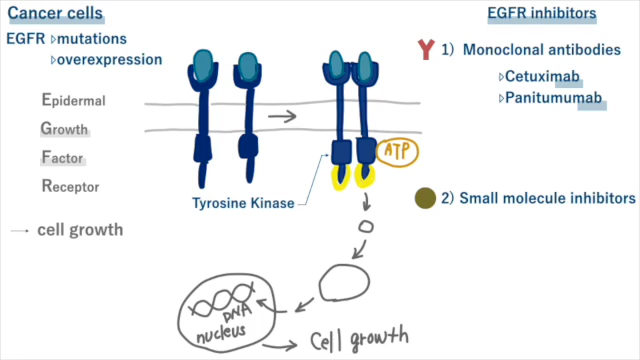 Cancer cells
EGFR ▹mutations
▹overexpression
Epidermal
Growth
Factor
Receptor
→ cell growth
Tyrosine Kinase
ATP
DNA
nucleus
Cell growth
EGFR inhibitors
1) Monoclonal antibodies
▹Cetuximab
▹Panitumumab
2) Small molecule inhibitors